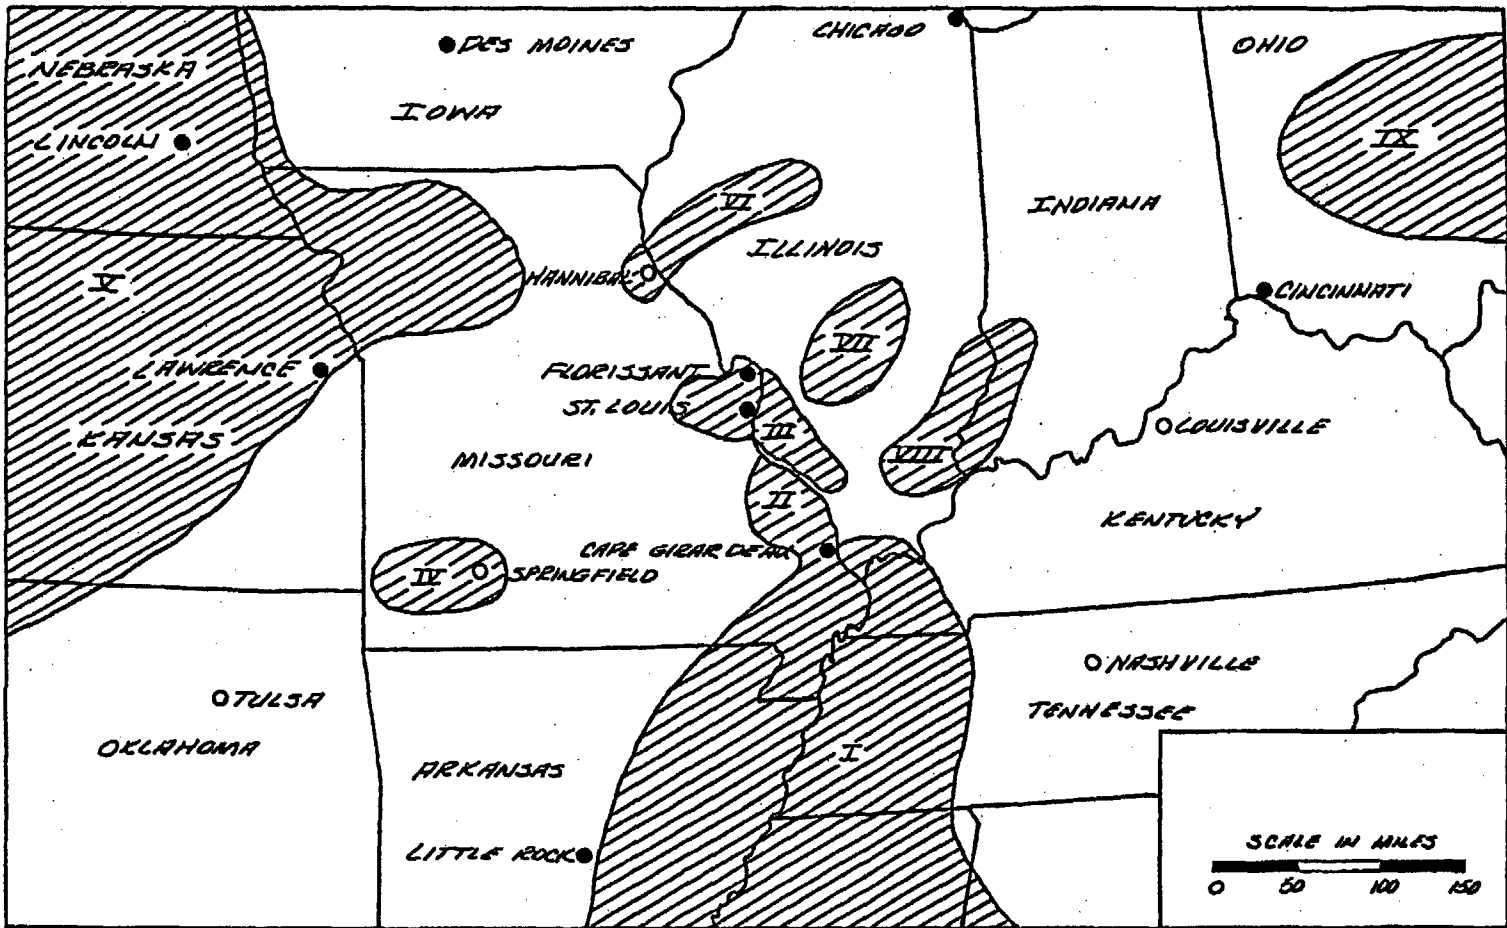 CHICAGO
DES MOINES
OHIO
NEBRASKA
IOWA
IX
LINCOLN
VI
INDIANA
ILLINOIS
V
HANNIBAL
CINCINNATI
VII
LAWRENCE
FLORISSANT
ST. LOUIS
LOUISVILLE
KANSAS
III
MISSOURI
VIII
II
KENTUCKY
CAPE GIRARDEAU
IV
SPRINGFIELD
NASHVILLE
TULSA
TENNESSEE
OKLAHOMA
I
ARKANSAS
SCALE IN MILES
LITTLE ROCK
0 50 100 150